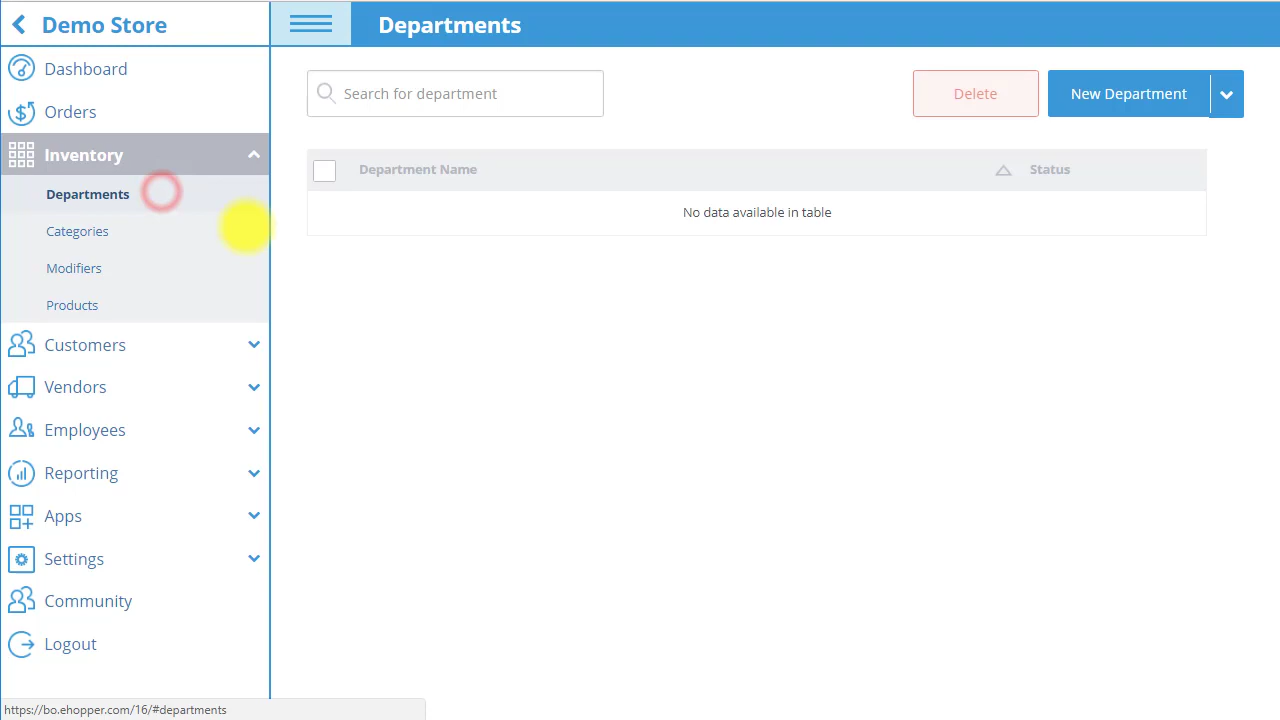 Demo Store
Departments
Dashboard
Orders
Inventory
Departments
Categories
Modifiers
Products
Customers
Vendors
Employees
Reporting
Apps
Settings
Community
Logout
Search for department
Delete
New Department
Department Name
Status
No data available in table
https://bo.ehopper.com/16/#departments